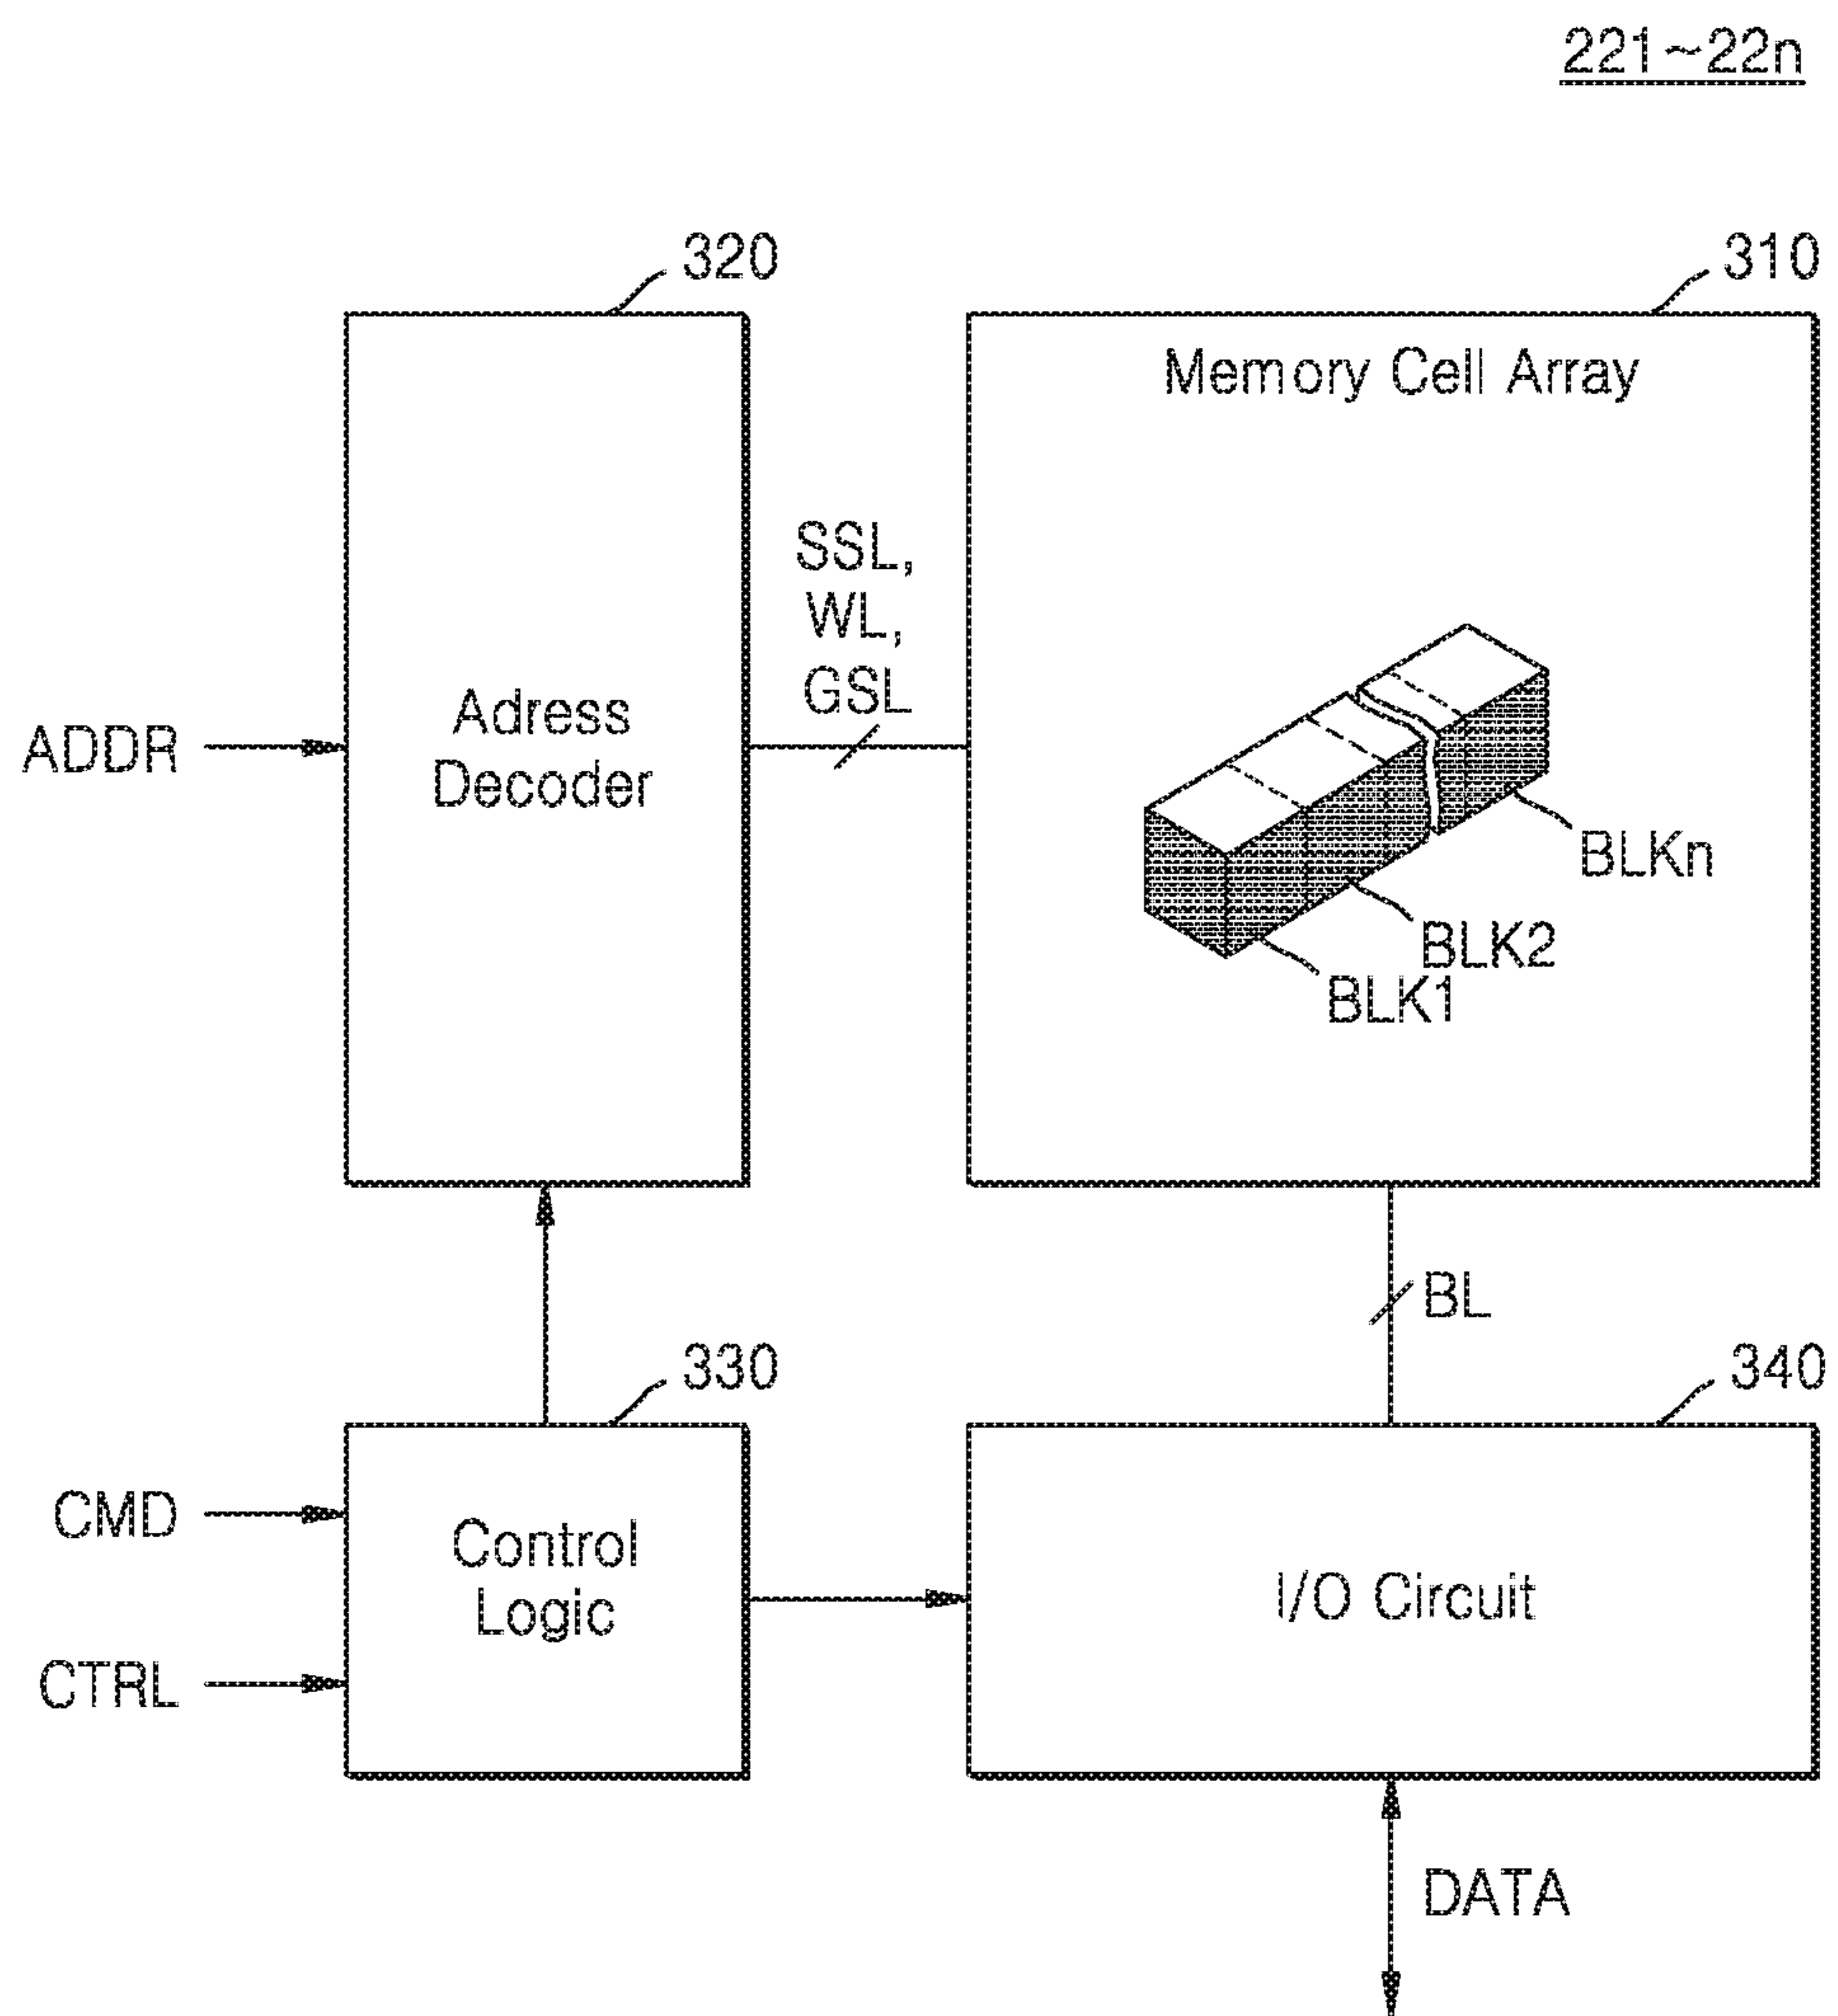 221~22n
320
310
Memory Cell Array
SSL,
WL,
GSL
ADDR
Adress
Decoder
BLKn
BLK2
BLK1
BL
330
340
CMD
Control
Logic
CTRL
I/O Circuit
DATA